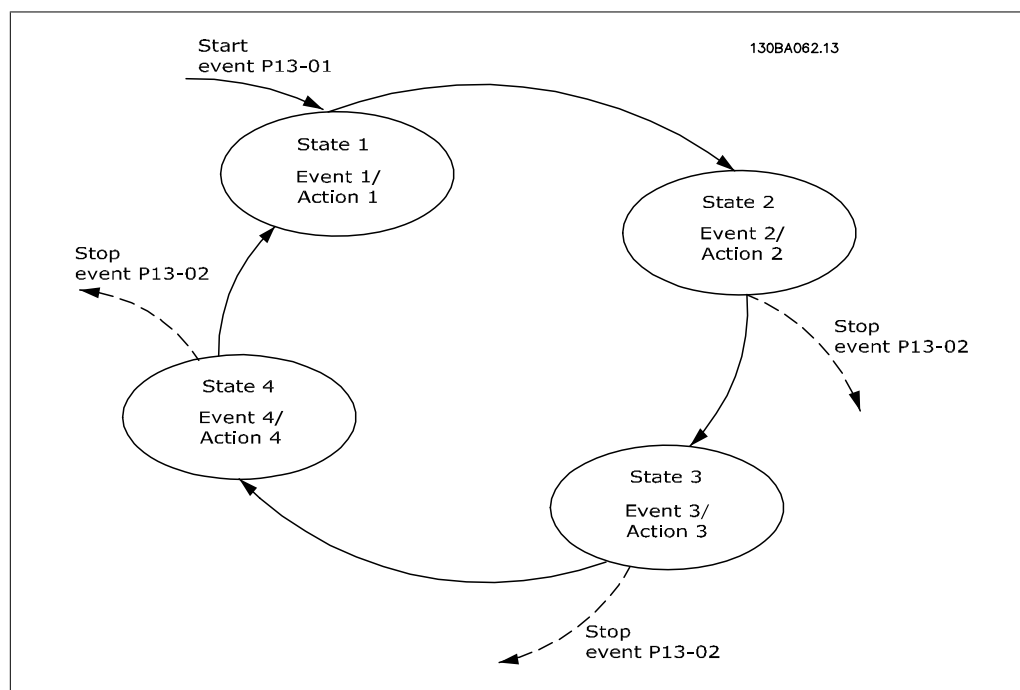 Start
event P13-01
130BA062.13
State 1
Event 1/
Action 1
State 2
Event 2/
Action 2
Stop
event P13-02
Stop
event P13-02
State 4
Event 4/
Action 4
State 3
Event 3/
Action 3
Stop
event P13-02